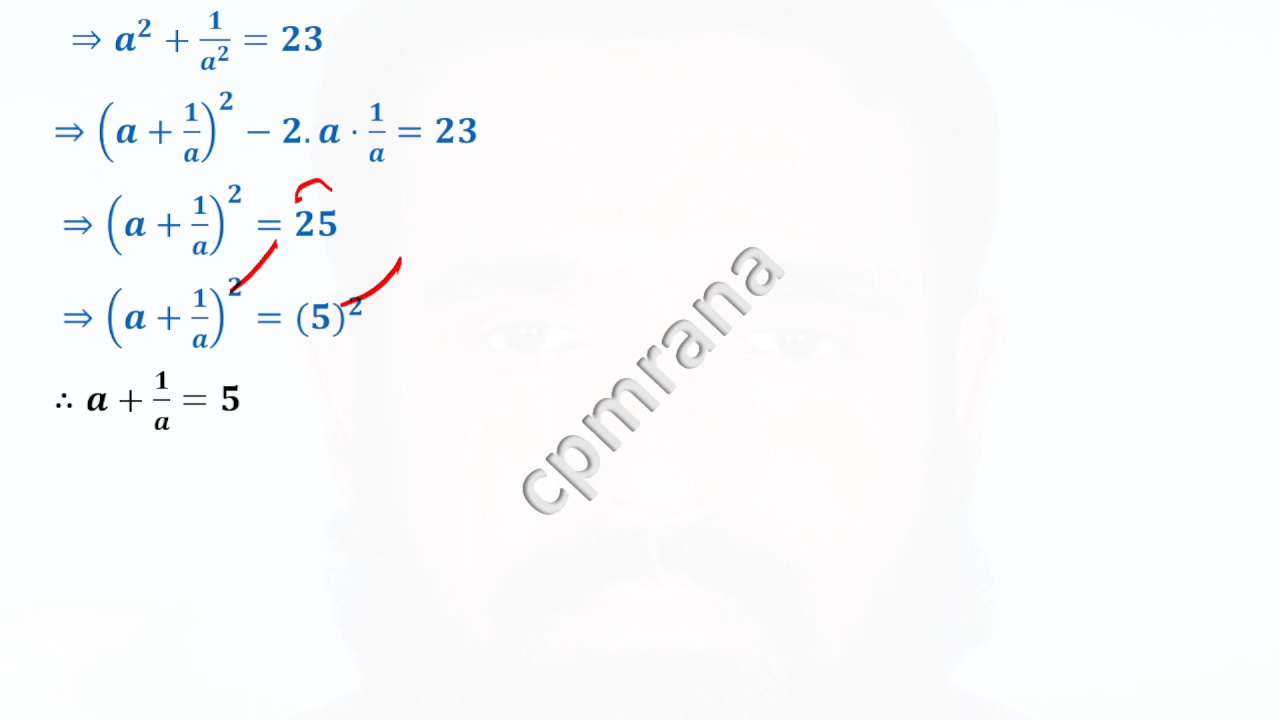 ⇒ a² + 1/a² = 23
⇒ (a + 1/a)² − 2. a · 1/a = 23
⇒ (a + 1/a)² = 25
⇒ (a + 1/a)² = (5)²
∴ a + 1/a = 5
cpmrana